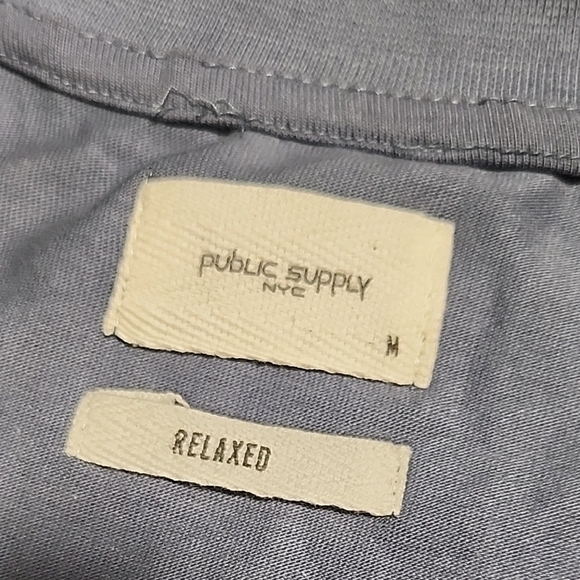 PUBLIC SUPPLY
NYC
M
RELAXED